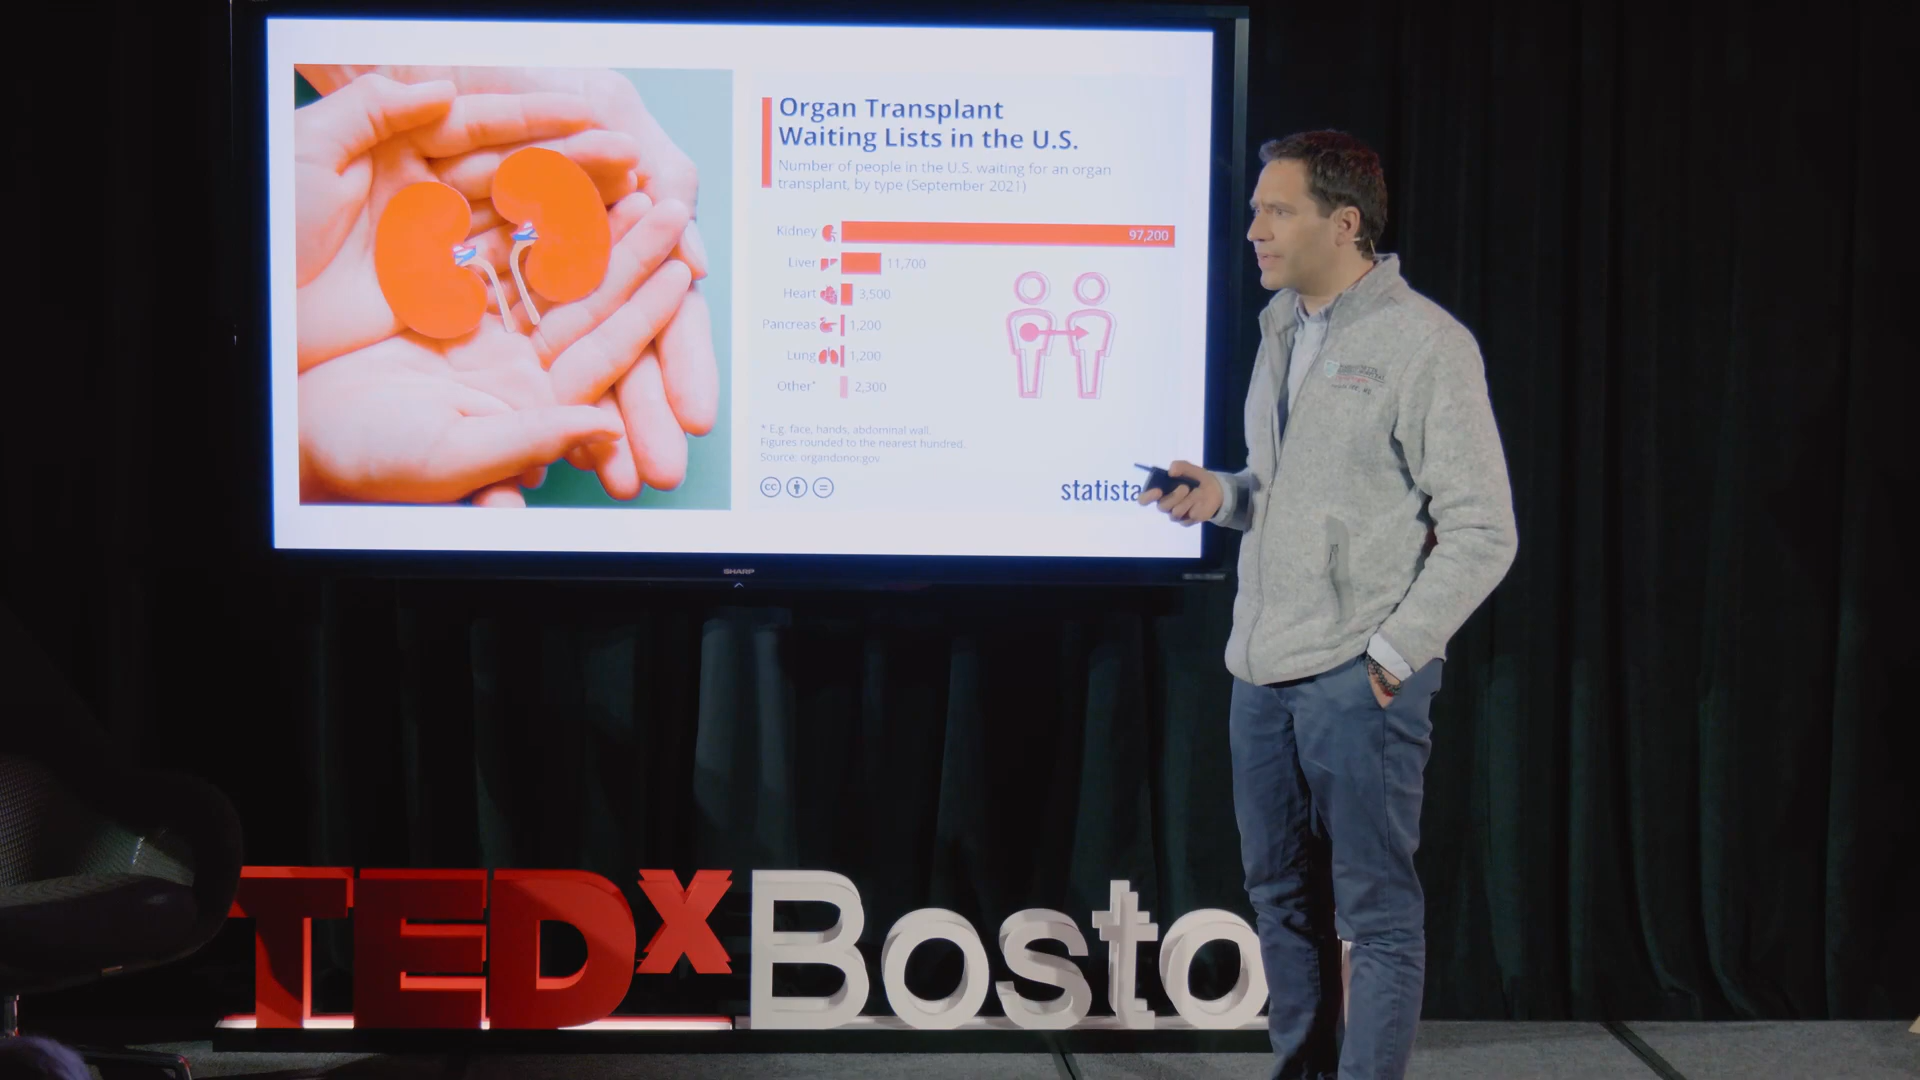 Organ Transplant
Waiting Lists in the U.S.
Number of people in the U.S. waiting for an organ
transplant, by type (September 2021)
Kidney 97,200
Liver 11,700
Heart 3,500
Pancreas 1,200
Lung 1,200
Other* 2,300
* E.g. face, hands, abdominal wall.
Figures rounded to the nearest hundred.
Source: organdonor.gov
cc
statista
SHARP
TEDxBosto